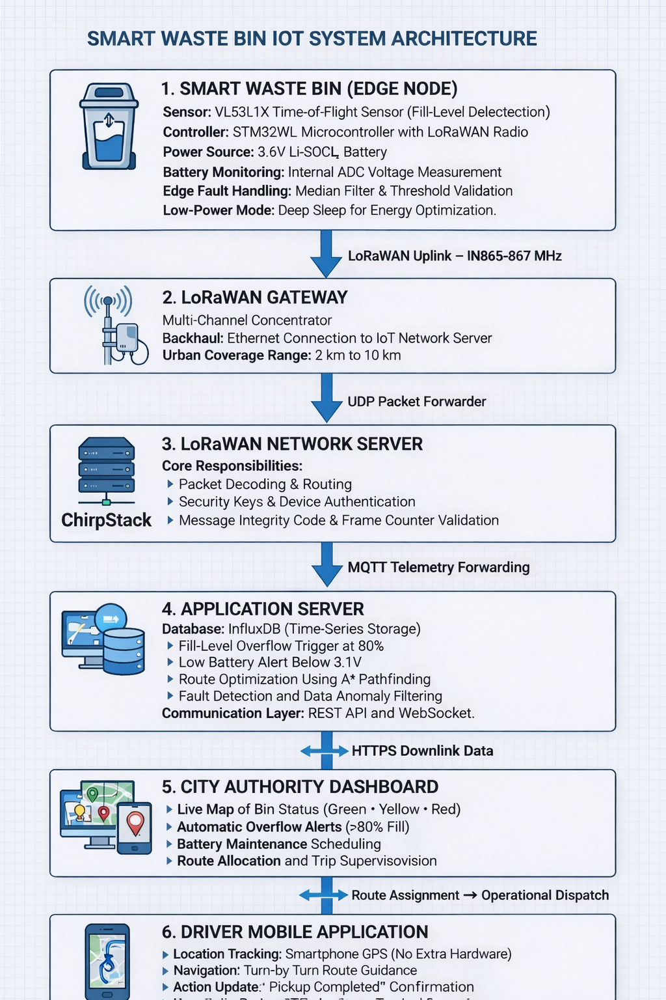 SMART WASTE BIN IOT SYSTEM ARCHITECTURE
1. SMART WASTE BIN (EDGE NODE)
Sensor: VL53L1X Time-of-Flight Sensor (Fill-Level Delectection)
Controller: STM32WL Microcontroller with LoRaWAN Radio
Power Source: 3.6V Li-SOCL Battery
Battery Monitoring: Internal ADC Voltage Measurement
Edge Fault Handling: Median Filter & Threshold Validation
Low-Power Mode: Deep Sleep for Energy Optimization.
LoRaWAN Uplink – IN865-867 MHz
2. LoRaWAN GATEWAY
Multi-Channel Concentrator
Backhaul: Ethernet Connection to IoT Network Server
Urban Coverage Range: 2 km to 10 km
UDP Packet Forwarder
3. LoRaWAN NETWORK SERVER
Core Responsibilities:
Packet Decoding & Routing
Security Keys & Device Authentication
ChirpStack
Message Integrity Code & Frame Counter Validation
MQTT Telemetry Forwarding
4. APPLICATION SERVER
Database: InfluxDB (Time-Series Storage)
Fill-Level Overflow Trigger at 80%
Low Battery Alert Below 3.1V
Route Optimization Using A* Pathfinding
Fault Detection and Data Anomaly Filtering
Communication Layer: REST API and WebSocket.
HTTPS Downlink Data
5. CITY AUTHORITY DASHBOARD
Live Map of Bin Status (Green • Yellow • Red)
Automatic Overflow Alerts (>80% Fill)
Battery Maintenance Scheduling
Route Allocation and Trip Supervisovision
Route Assignment → Operational Dispatch
6. DRIVER MOBILE APPLICATION
Location Tracking: Smartphone GPS (No Extra Hardware)
Navigation: Turn-by Turn Route Guidance
Action Update:' Pickup Completed" Confirmation